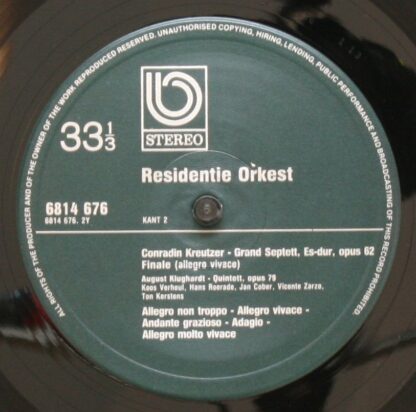 ALL RIGHTS OF THE PRODUCER AND OF THE OWNER OF THE WORK REPRODUCED RESERVED. UNAUTHORISED COPYING, HIRING, LENDING, PUBLIC PERFORMANCE AND BROADCASTING OF THIS RECORD PROHIBITED
STEREO
33⅓
Residentie Orkest
6814 676
6814 676. 2Y
KANT 2
Conradin Kreutzer - Grand Septett, Es-dur, opus 62
Finale (allegro vivace)
August Klughardt - Quintett, opus 79
Koos Verheul, Hans Roerade, Jan Cober, Vicente Zarzo,
Ton Kerstens
Allegro non troppo - Allegro vivace -
Andante grazioso - Adagio -
Allegro molto vivace